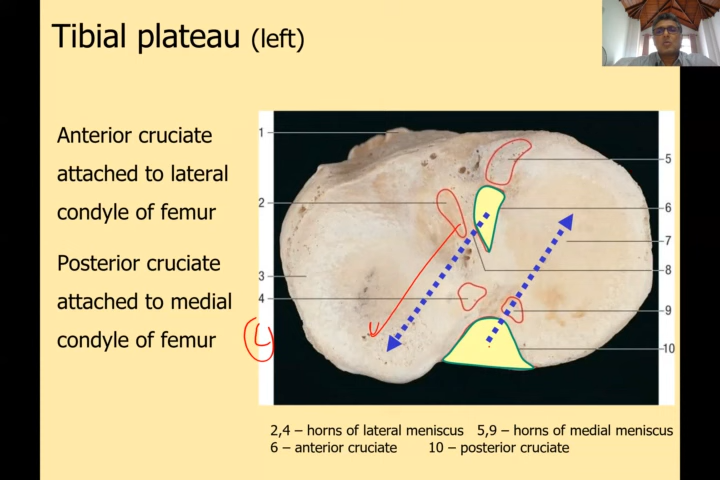 Tibial plateau (left)
Anterior cruciate
attached to lateral
condyle of femur
Posterior cruciate
attached to medial
condyle of femur
1
2
3
4
L
5
6
7
8
9
10
2,4 – horns of lateral meniscus 5,9 – horns of medial meniscus
6 – anterior cruciate 10 – posterior cruciate